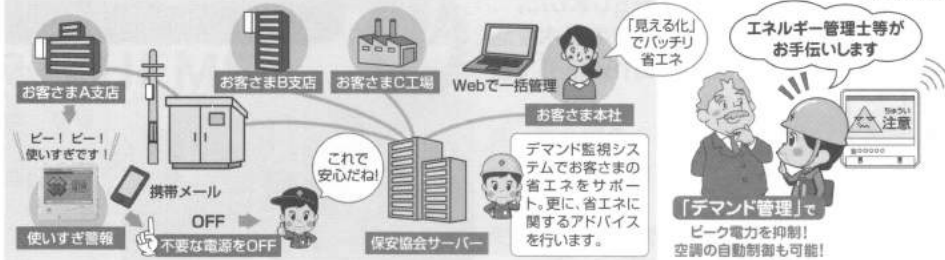 お客さまA支店
お客さまB支店
お客さまC工場
Webで一括管理
「見える化」
でバッチリ
省エネ
お客さま本社
エネルギー管理士等が
お手伝いします
ちゅうい
注意
ピー! ピー!
使いすぎです!
使いすぎ警報
携帯メール
OFF
不要な電源をOFF
これで
安心だね!
保安協会サーバー
デマンド監視シス
テムでお客さまの
省エネをサポー
ト。更に、省エネに
関するアドバイス
を行います。
「デマンド管理」で
ピーク電力を抑制!
空調の自動制御も可能!